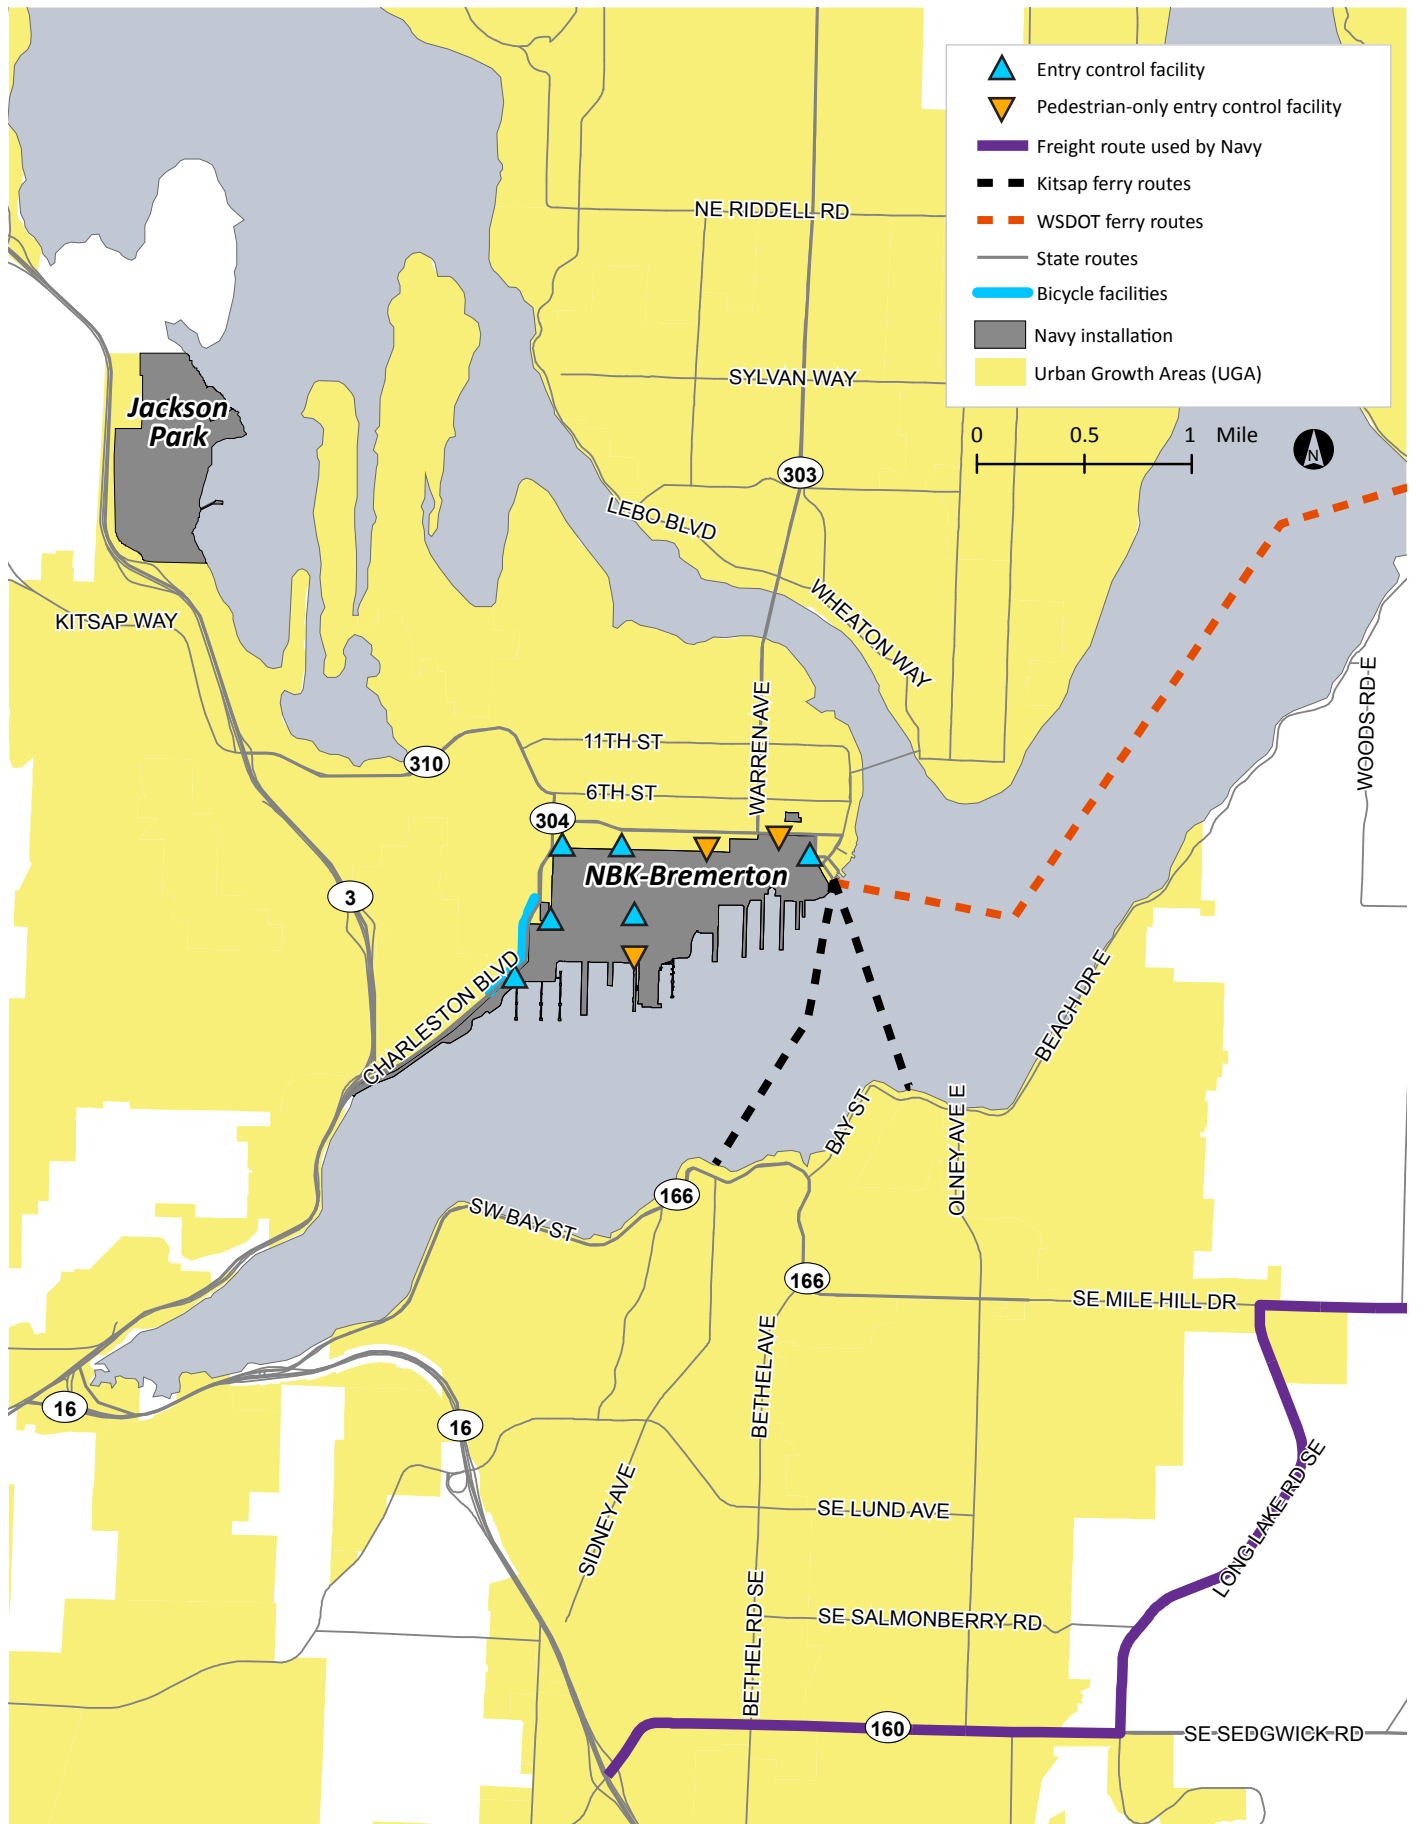 Entry control facility
Pedestrian-only entry control facility
Freight route used by Navy
Kitsap ferry routes
WSDOT ferry routes
State routes
Bicycle facilities
Navy installation
Urban Growth Areas (UGA)
0 0.5 1 Mile
N
NE RIDDELL RD
SYLVAN WAY
Jackson
Park
303
LEBO BLVD
WHEATON WAY
KITSAP WAY
WOODS RD E
WARREN AVE
11TH ST
310
6TH ST
304
NBK-Bremerton
3
CHARLESTON BLVD
BEACH DR E
BAY ST
OLNEY AVE E
166
SW BAY ST
166
SE MILE HILL DR
BETHEL AVE
16
16
LONG LAKE RD SE
SIDNEY AVE
SE LUND AVE
BETHEL RD SE
SE SALMONBERRY RD
160
SE SEDGWICK RD